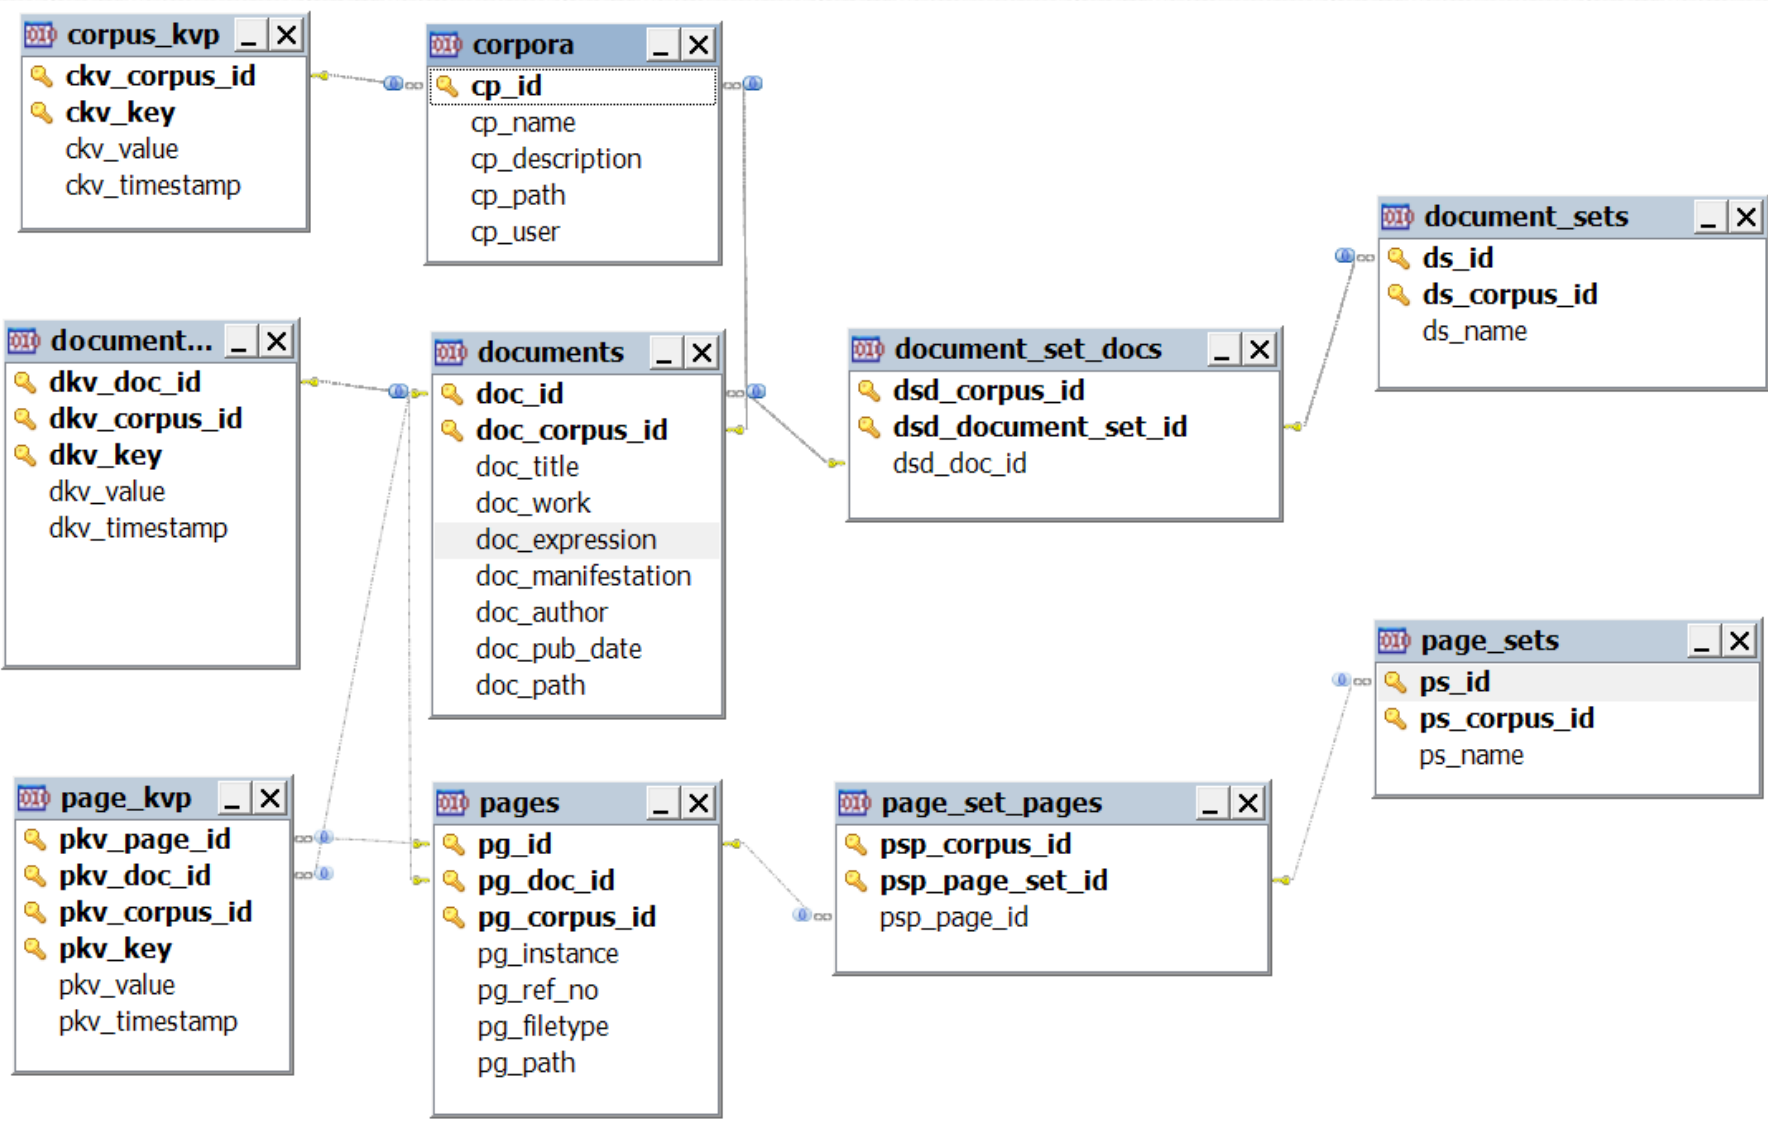 corpus_kvp
ckv_corpus_id
ckv_key
ckv_value
ckv_timestamp
corpora
cp_id
cp_name
cp_description
cp_path
cp_user
document_sets
ds_id
ds_corpus_id
ds_name
document...
dkv_doc_id
dkv_corpus_id
dkv_key
dkv_value
dkv_timestamp
documents
doc_id
doc_corpus_id
doc_title
doc_work
doc_expression
doc_manifestation
doc_author
doc_pub_date
doc_path
document_set_docs
dsd_corpus_id
dsd_document_set_id
dsd_doc_id
page_sets
ps_id
ps_corpus_id
ps_name
page_kvp
pkv_page_id
pkv_doc_id
pkv_corpus_id
pkv_key
pkv_value
pkv_timestamp
pages
pg_id
pg_doc_id
pg_corpus_id
pg_instance
pg_ref_no
pg_filetype
pg_path
page_set_pages
psp_corpus_id
psp_page_set_id
psp_page_id